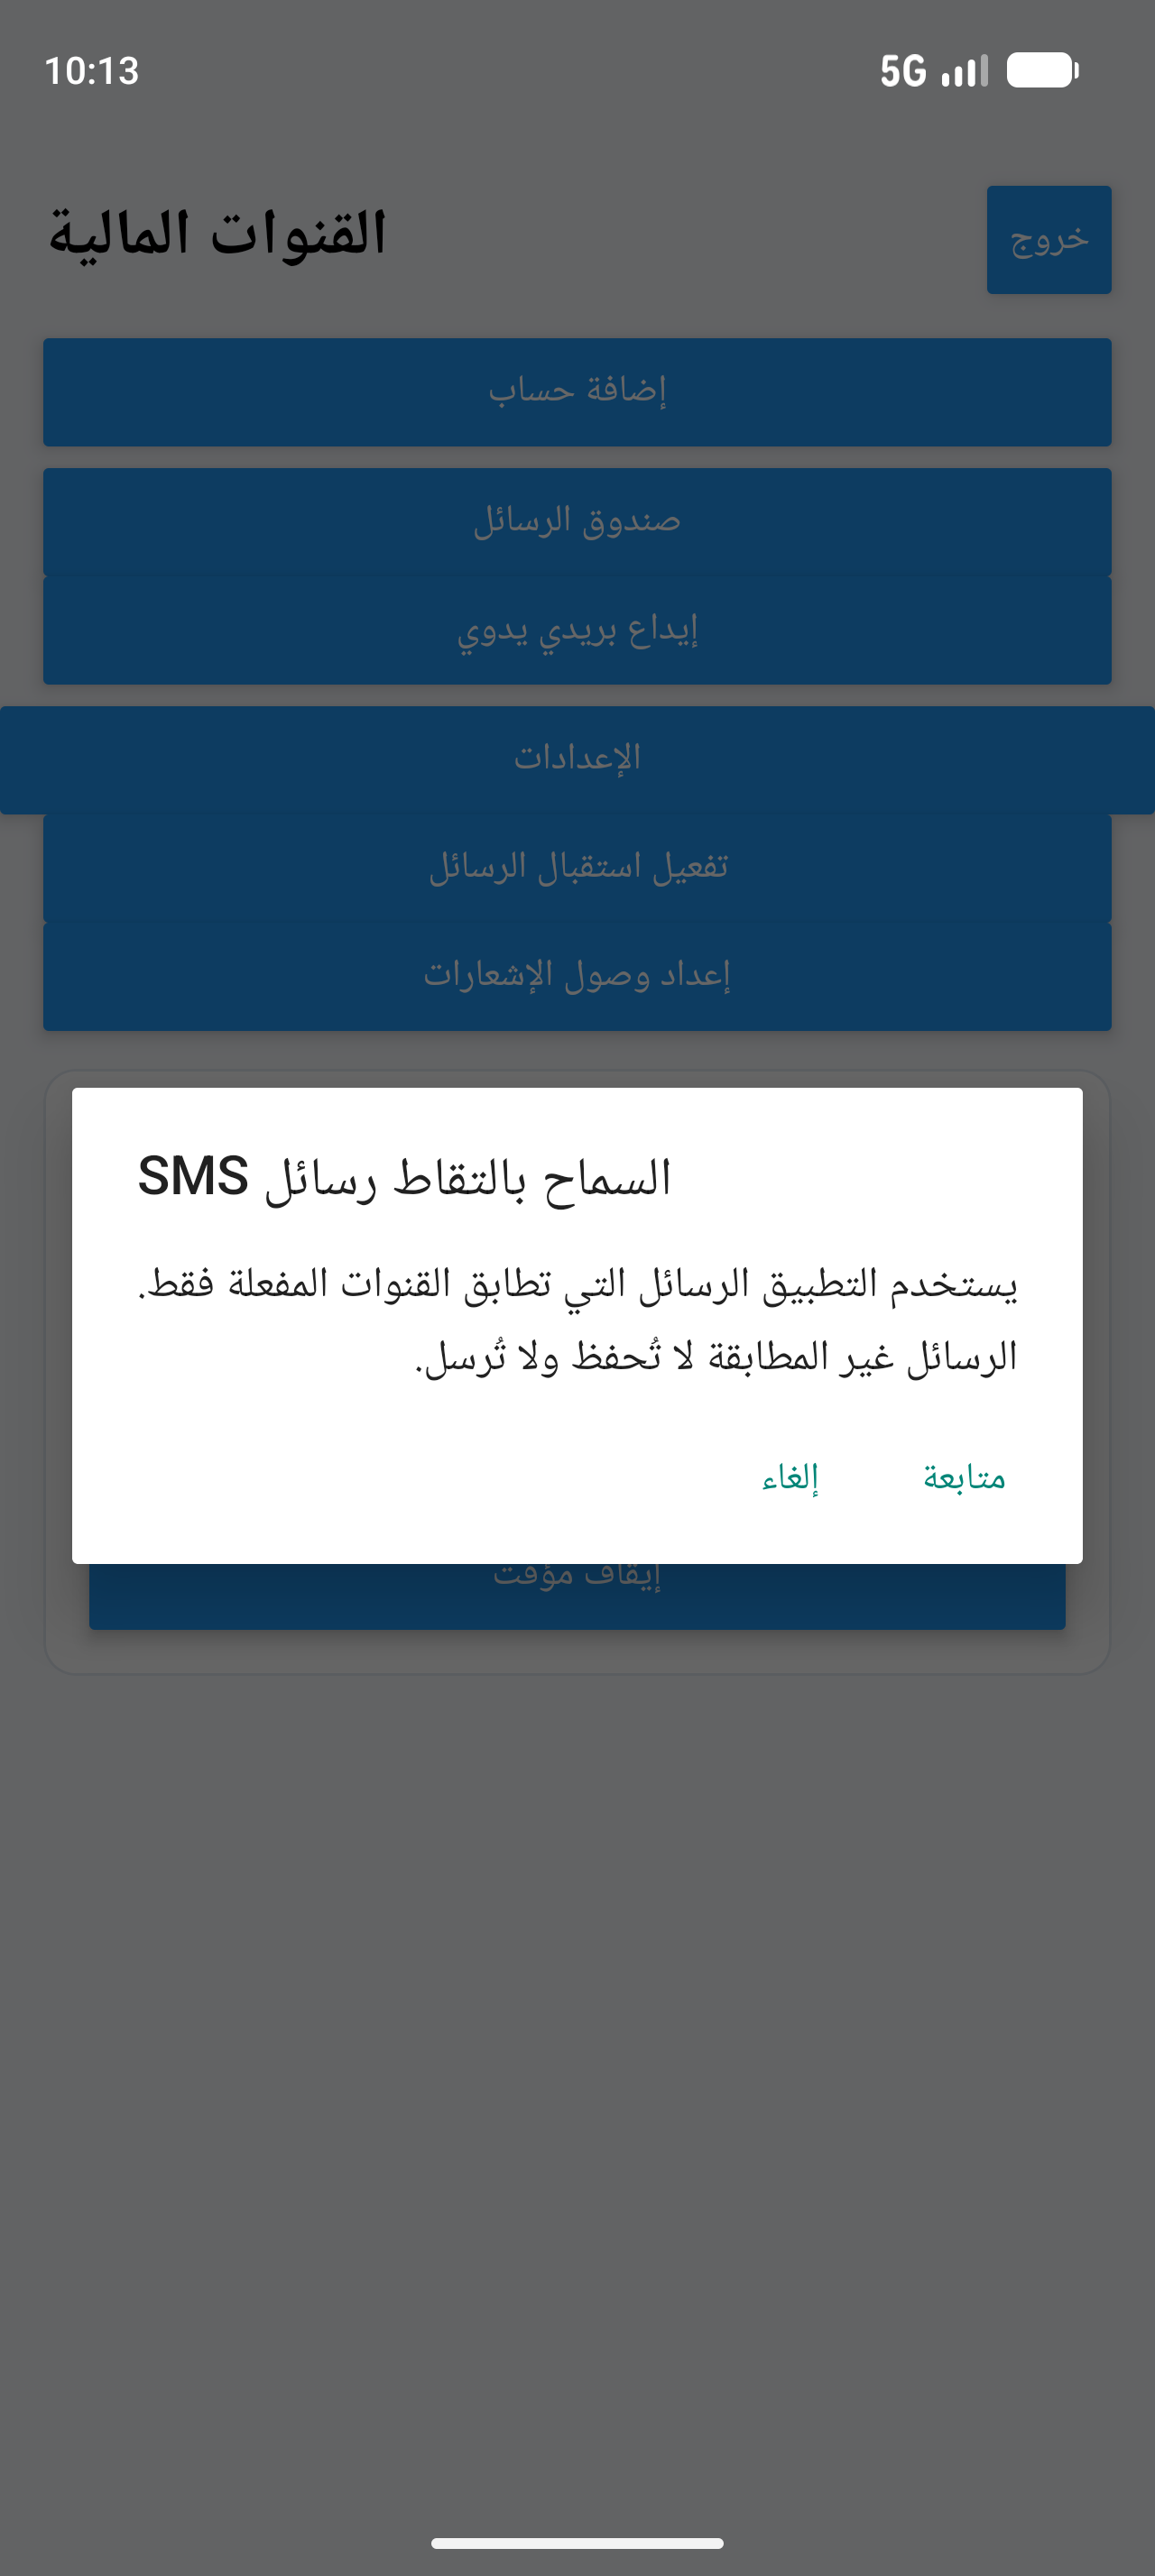 10:13
5G
القنوات المالية
خروج
إضافة حساب
صندوق الرسائل
إيداع بريدي يدوي
الإعدادات
تفعيل استقبال الرسائل
إعداد وصول الإشعارات
السماح بالتقاط رسائل SMS
يستخدم التطبيق الرسائل التي تطابق القنوات المفعلة فقط.
الرسائل غير المطابقة لا تُحفظ ولا تُرسل.
متابعة
إلغاء
إيقاف مؤقت